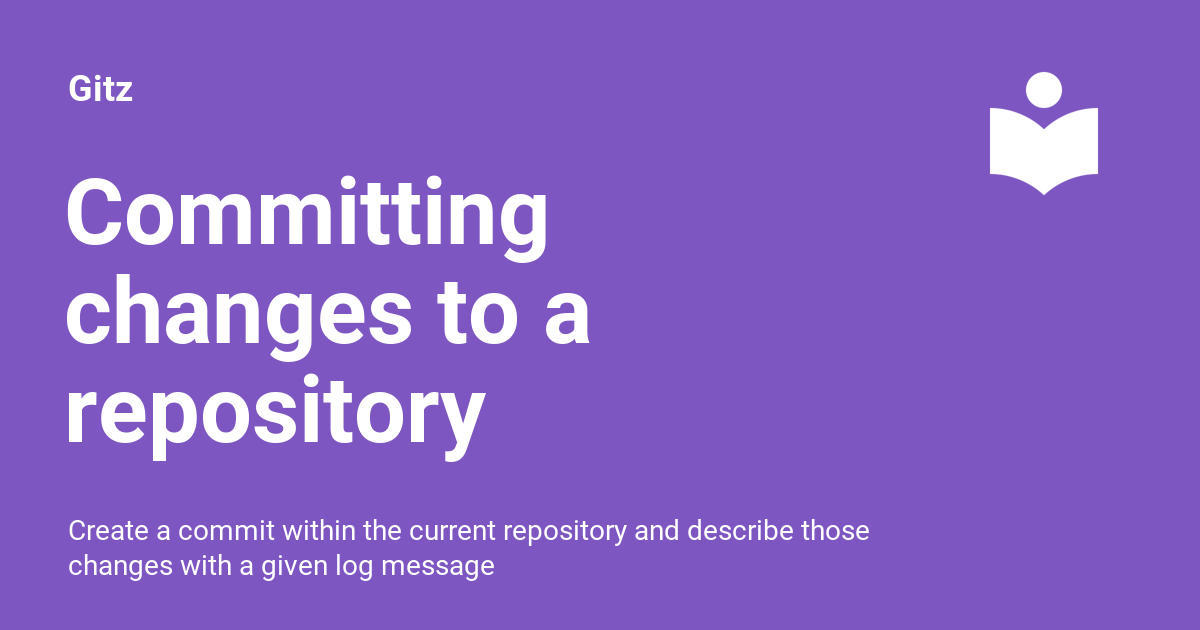 Gitz
Committing
changes to a
repository
Create a commit within the current repository and describe those
changes with a given log message